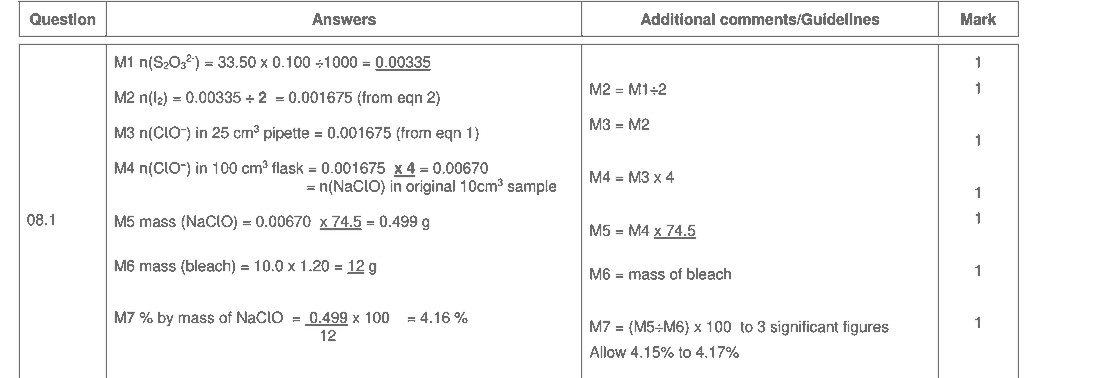 Question Answers Additional comments/Guidelines Mark
M1 n(S₂O₃²⁻) = 33.50 x 0.100 ÷1000 = 0.00335 1
M2 n(I₂) = 0.00335 ÷ 2 = 0.001675 (from eqn 2) M2 = M1÷2 1
M3 n(ClO⁻) in 25 cm³ pipette = 0.001675 (from eqn 1) M3 = M2 1
M4 n(ClO⁻) in 100 cm³ flask = 0.001675 x 4 = 0.00670 M4 = M3 x 4
= n(NaClO) in original 10cm³ sample 1
08.1 M5 mass (NaClO) = 0.00670 x 74.5 = 0.499 g M5 = M4 x 74.5 1
M6 mass (bleach) = 10.0 x 1.20 = 12 g M6 = mass of bleach 1
M7 % by mass of NaClO = 0.499 x 100 = 4.16 % M7 = (M5÷M6) x 100 to 3 significant figures 1
12
Allow 4.15% to 4.17%